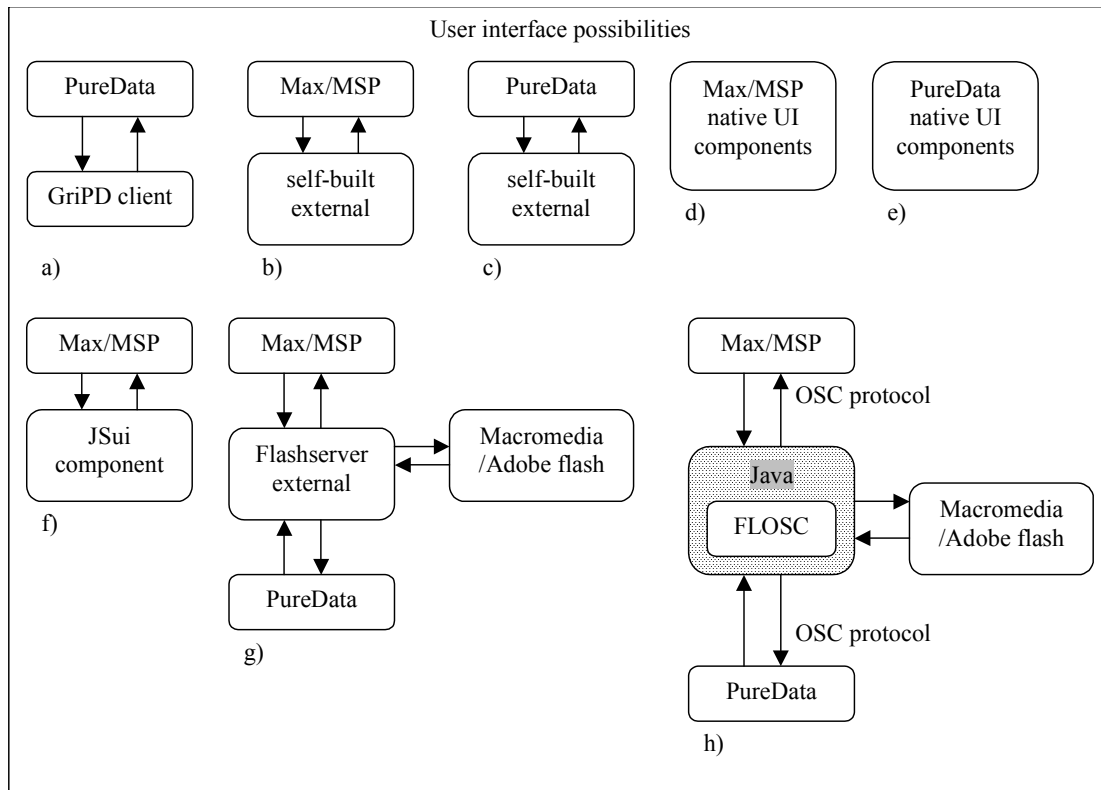 User interface possibilities
PureData
GriPD client
a)
Max/MSP
self-built
external
b)
PureData
self-built
external
c)
Max/MSP
native UI
components
d)
PureData
native UI
components
e)
Max/MSP
JSui
component
f)
Max/MSP
Flashserver
external
Macromedia
/Adobe flash
PureData
g)
Max/MSP
OSC protocol
Java
FLOSC
Macromedia
/Adobe flash
OSC protocol
PureData
h)